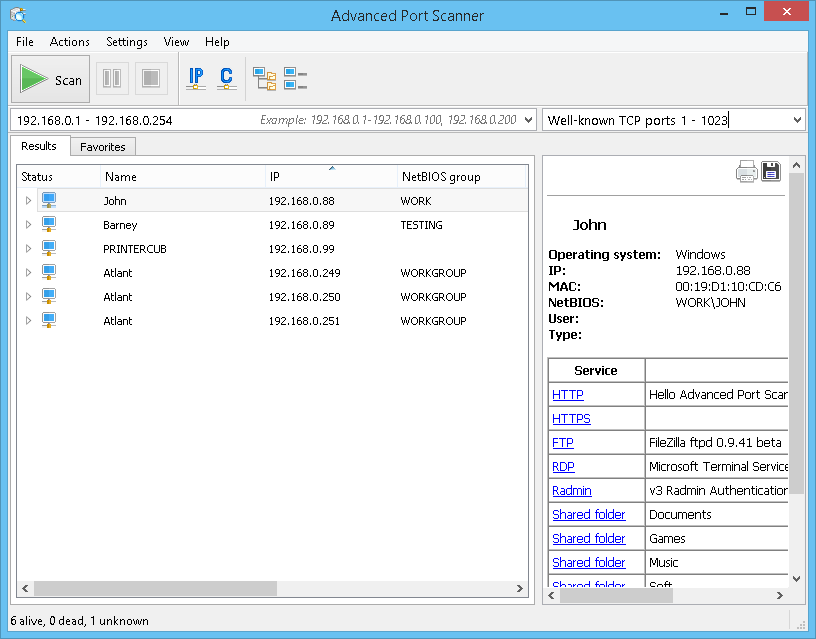 Advanced Port Scanner
File Actions Settings View Help
Scan IP C
192.168.0.1 - 192.168.0.254 Example: 192.168.0.1-192.168.0.100, 192.168.0.200 Well-known TCP ports 1 - 1023
Results Favorites
Status Name IP NetBIOS group
John 192.168.0.88 WORK
Barney 192.168.0.89 TESTING
PRINTERCUB 192.168.0.99
Atlant 192.168.0.249 WORKGROUP
Atlant 192.168.0.250 WORKGROUP
Atlant 192.168.0.251 WORKGROUP
John
Operating system: Windows
IP: 192.168.0.88
MAC: 00:19:D1:10:CD:C6
NetBIOS: WORK\JOHN
User:
Type:
Service
HTTP Hello Advanced Port Scar
HTTPS
FTP FileZilla ftpd 0.9.41 beta
RDP Microsoft Terminal Service
Radmin v3 Radmin Authentication
Shared folder Documents
Shared folder Games
Shared folder Music
Shared folder Soft
6 alive, 0 dead, 1 unknown